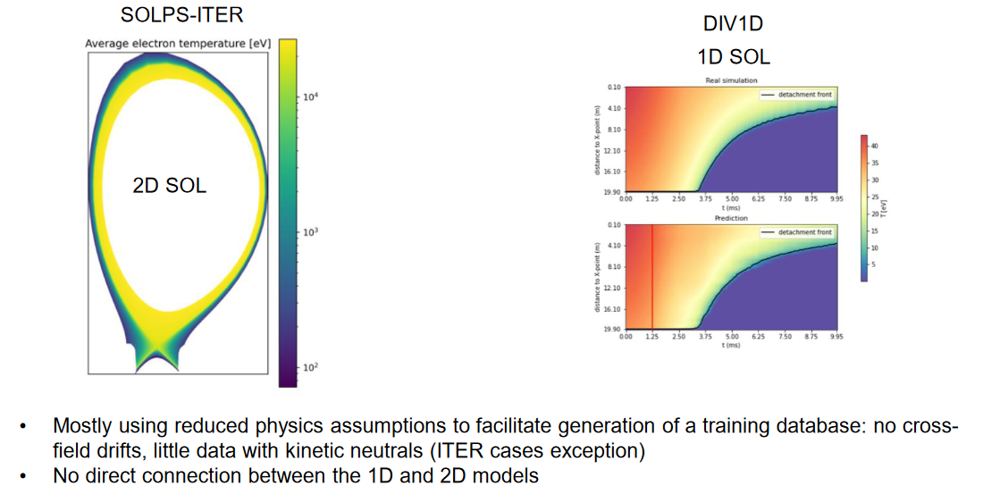 SOLPS-ITER
Average electron temperature [eV]
2D SOL
10⁴
10³
10²
DIV1D
1D SOL
Real simulation
detachment front
distance to X-point (m)
0.10
4.10
8.10
12.10
16.10
19.90
0.00 1.25 2.50 3.75 5.00 6.25 7.50 8.75 9.95
t (ms)
Prediction
detachment front
distance to X-point (m)
0.10
4.10
8.10
12.10
16.10
19.90
0.00 1.25 2.50 3.75 5.00 6.25 7.50 8.75 9.95
t (ms)
40
35
30
25
20
15
10
5
T [eV]
• Mostly using reduced physics assumptions to facilitate generation of a training database: no cross-
field drifts, little data with kinetic neutrals (ITER cases exception)
• No direct connection between the 1D and 2D models